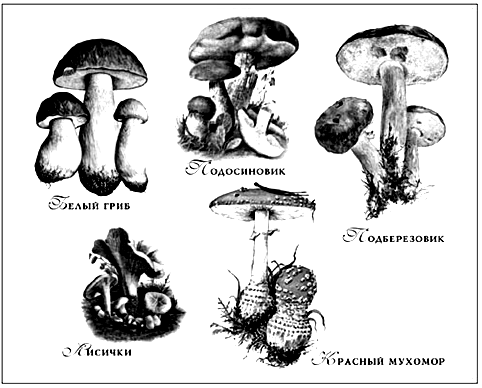 Белый гриб
Подосиновик
Подберезовик
Лисички
Красный мухомор